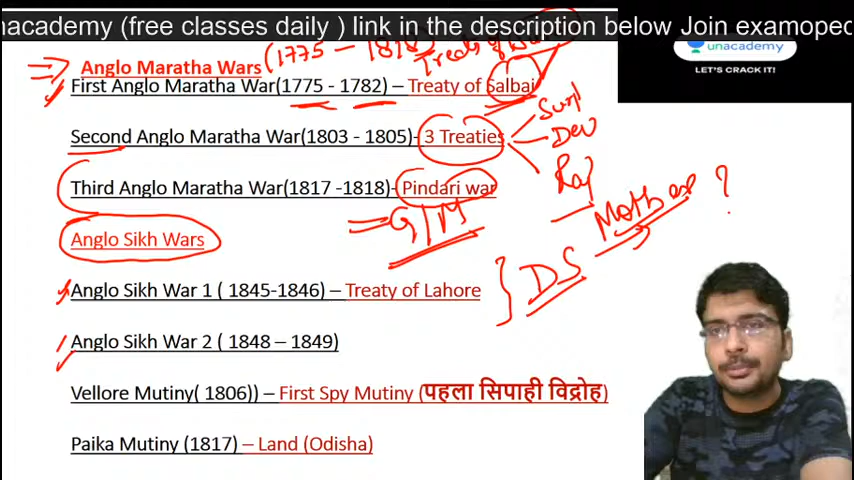 nacademy (free classes daily ) link in the description below Join examoped
unacademy
LET'S CRACK IT!
(1775 - 1818)
Anglo Maratha Wars
First Anglo Maratha War(1775 - 1782) – Treaty of Salbai
Second Anglo Maratha War(1803 - 1805)- 3 Treaties
Surj
Dev
Raj
Third Anglo Maratha War(1817 -1818)- Pindari war
G/M
Mother ?
Anglo Sikh Wars
DS
Anglo Sikh War 1 ( 1845-1846) – Treaty of Lahore
Anglo Sikh War 2 ( 1848 – 1849)
Vellore Mutiny( 1806)) – First Spy Mutiny (पहला सिपाही विद्रोह)
Paika Mutiny (1817) – Land (Odisha)